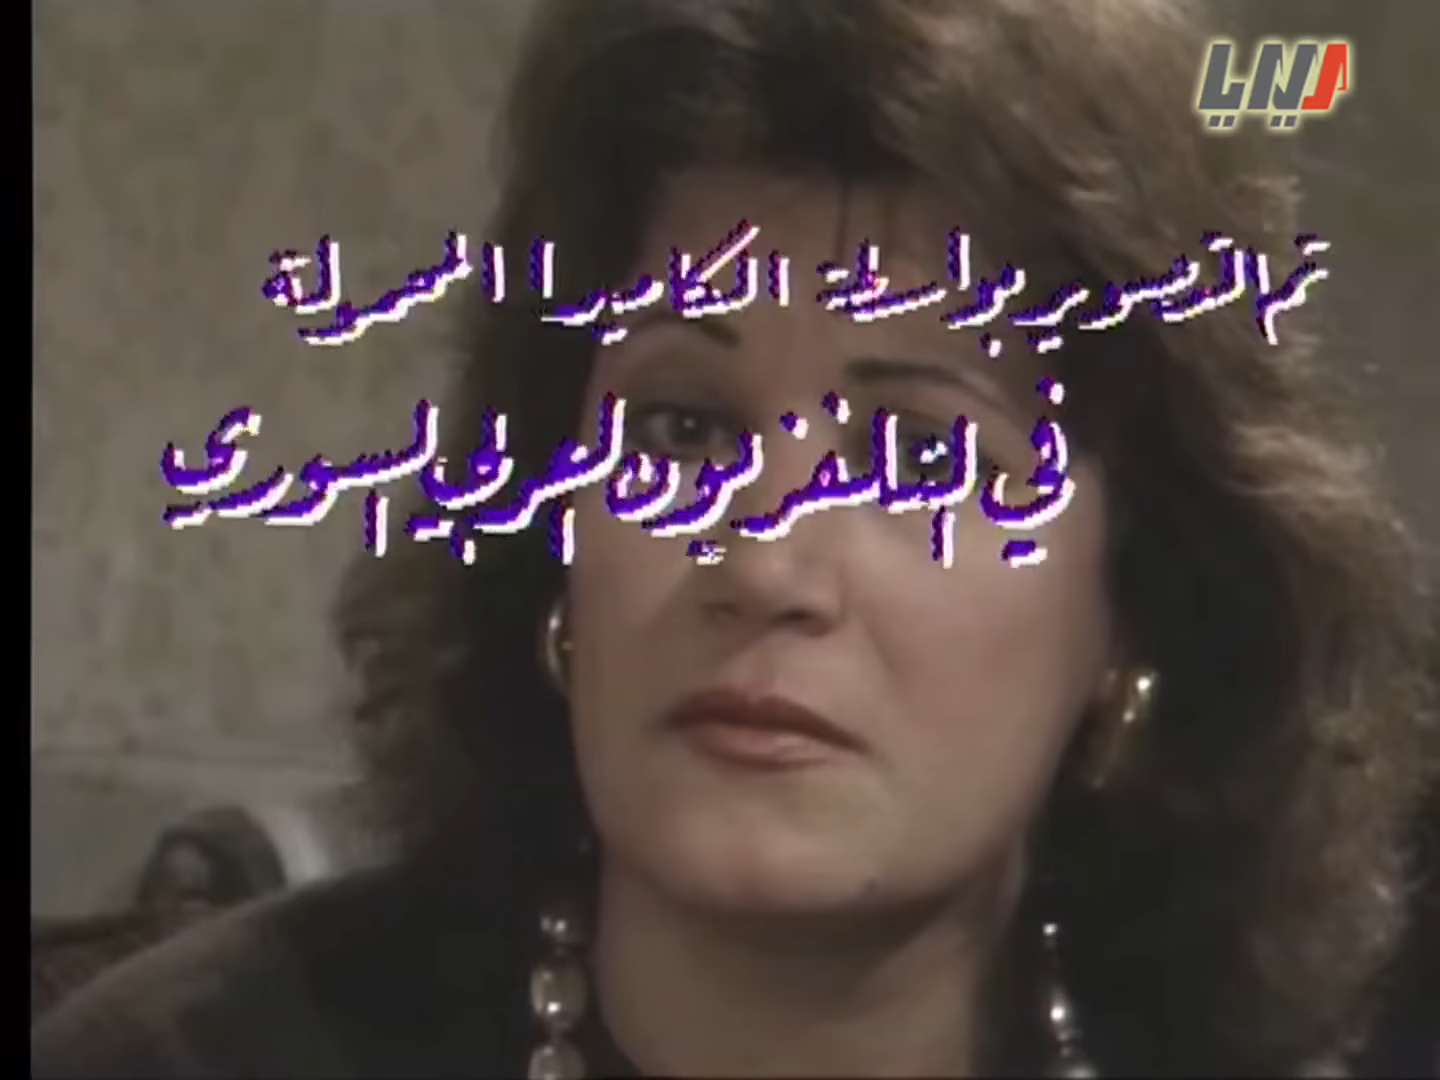 تم التصوير بواسطة الكاميرا المحمولة
في التلفزيون العربي السوري